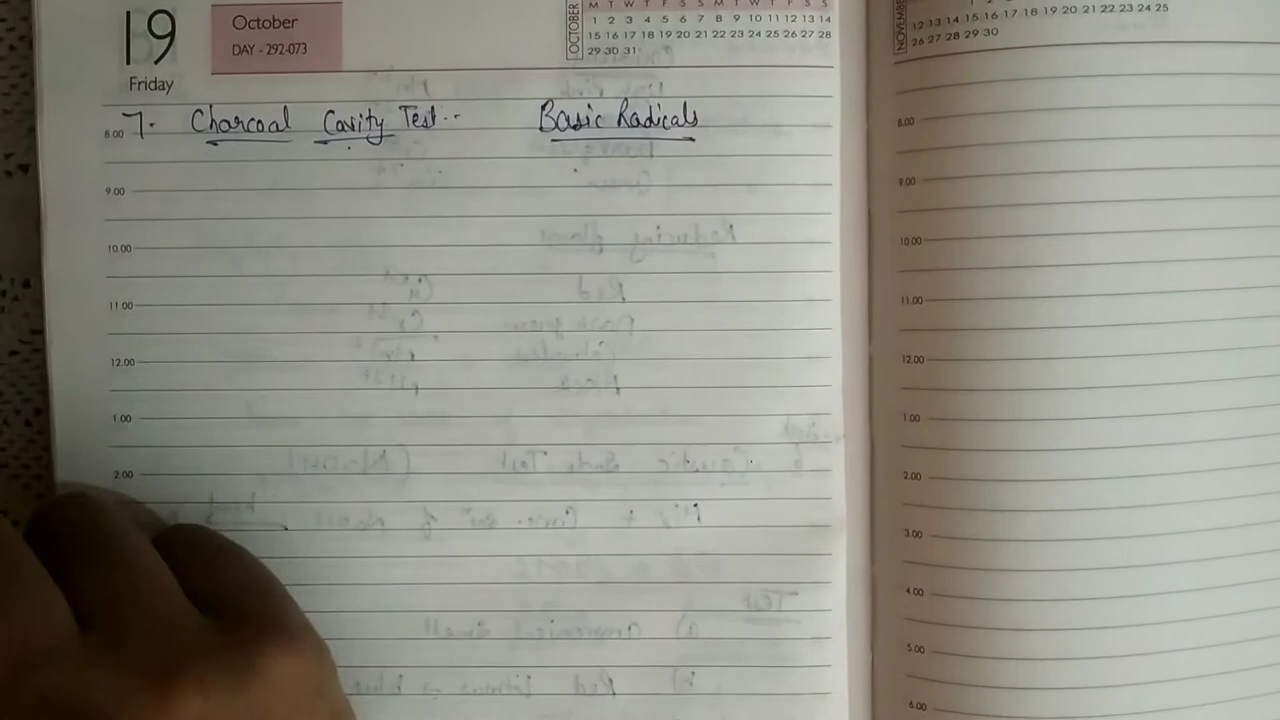 19
Friday
October
DAY - 292-073
OCTOBER
M T W T F S S M T W T F S S
1 2 3 4 5 6 7 8 9 10 11 12 13 14
15 16 17 18 19 20 21 22 23 24 25 26 27 28
29 30 31
7. Charcoal Cavity Test.. Basic Radicals
8.00
9.00
10.00
11.00
12.00
1.00
2.00
NOVEMBER
12 13 14 15 16 17 18 19 20 21 22 23 24 25
26 27 28 29 30
8.00
9.00
10.00
11.00
12.00
1.00
2.00
3.00
4.00
5.00
6.00